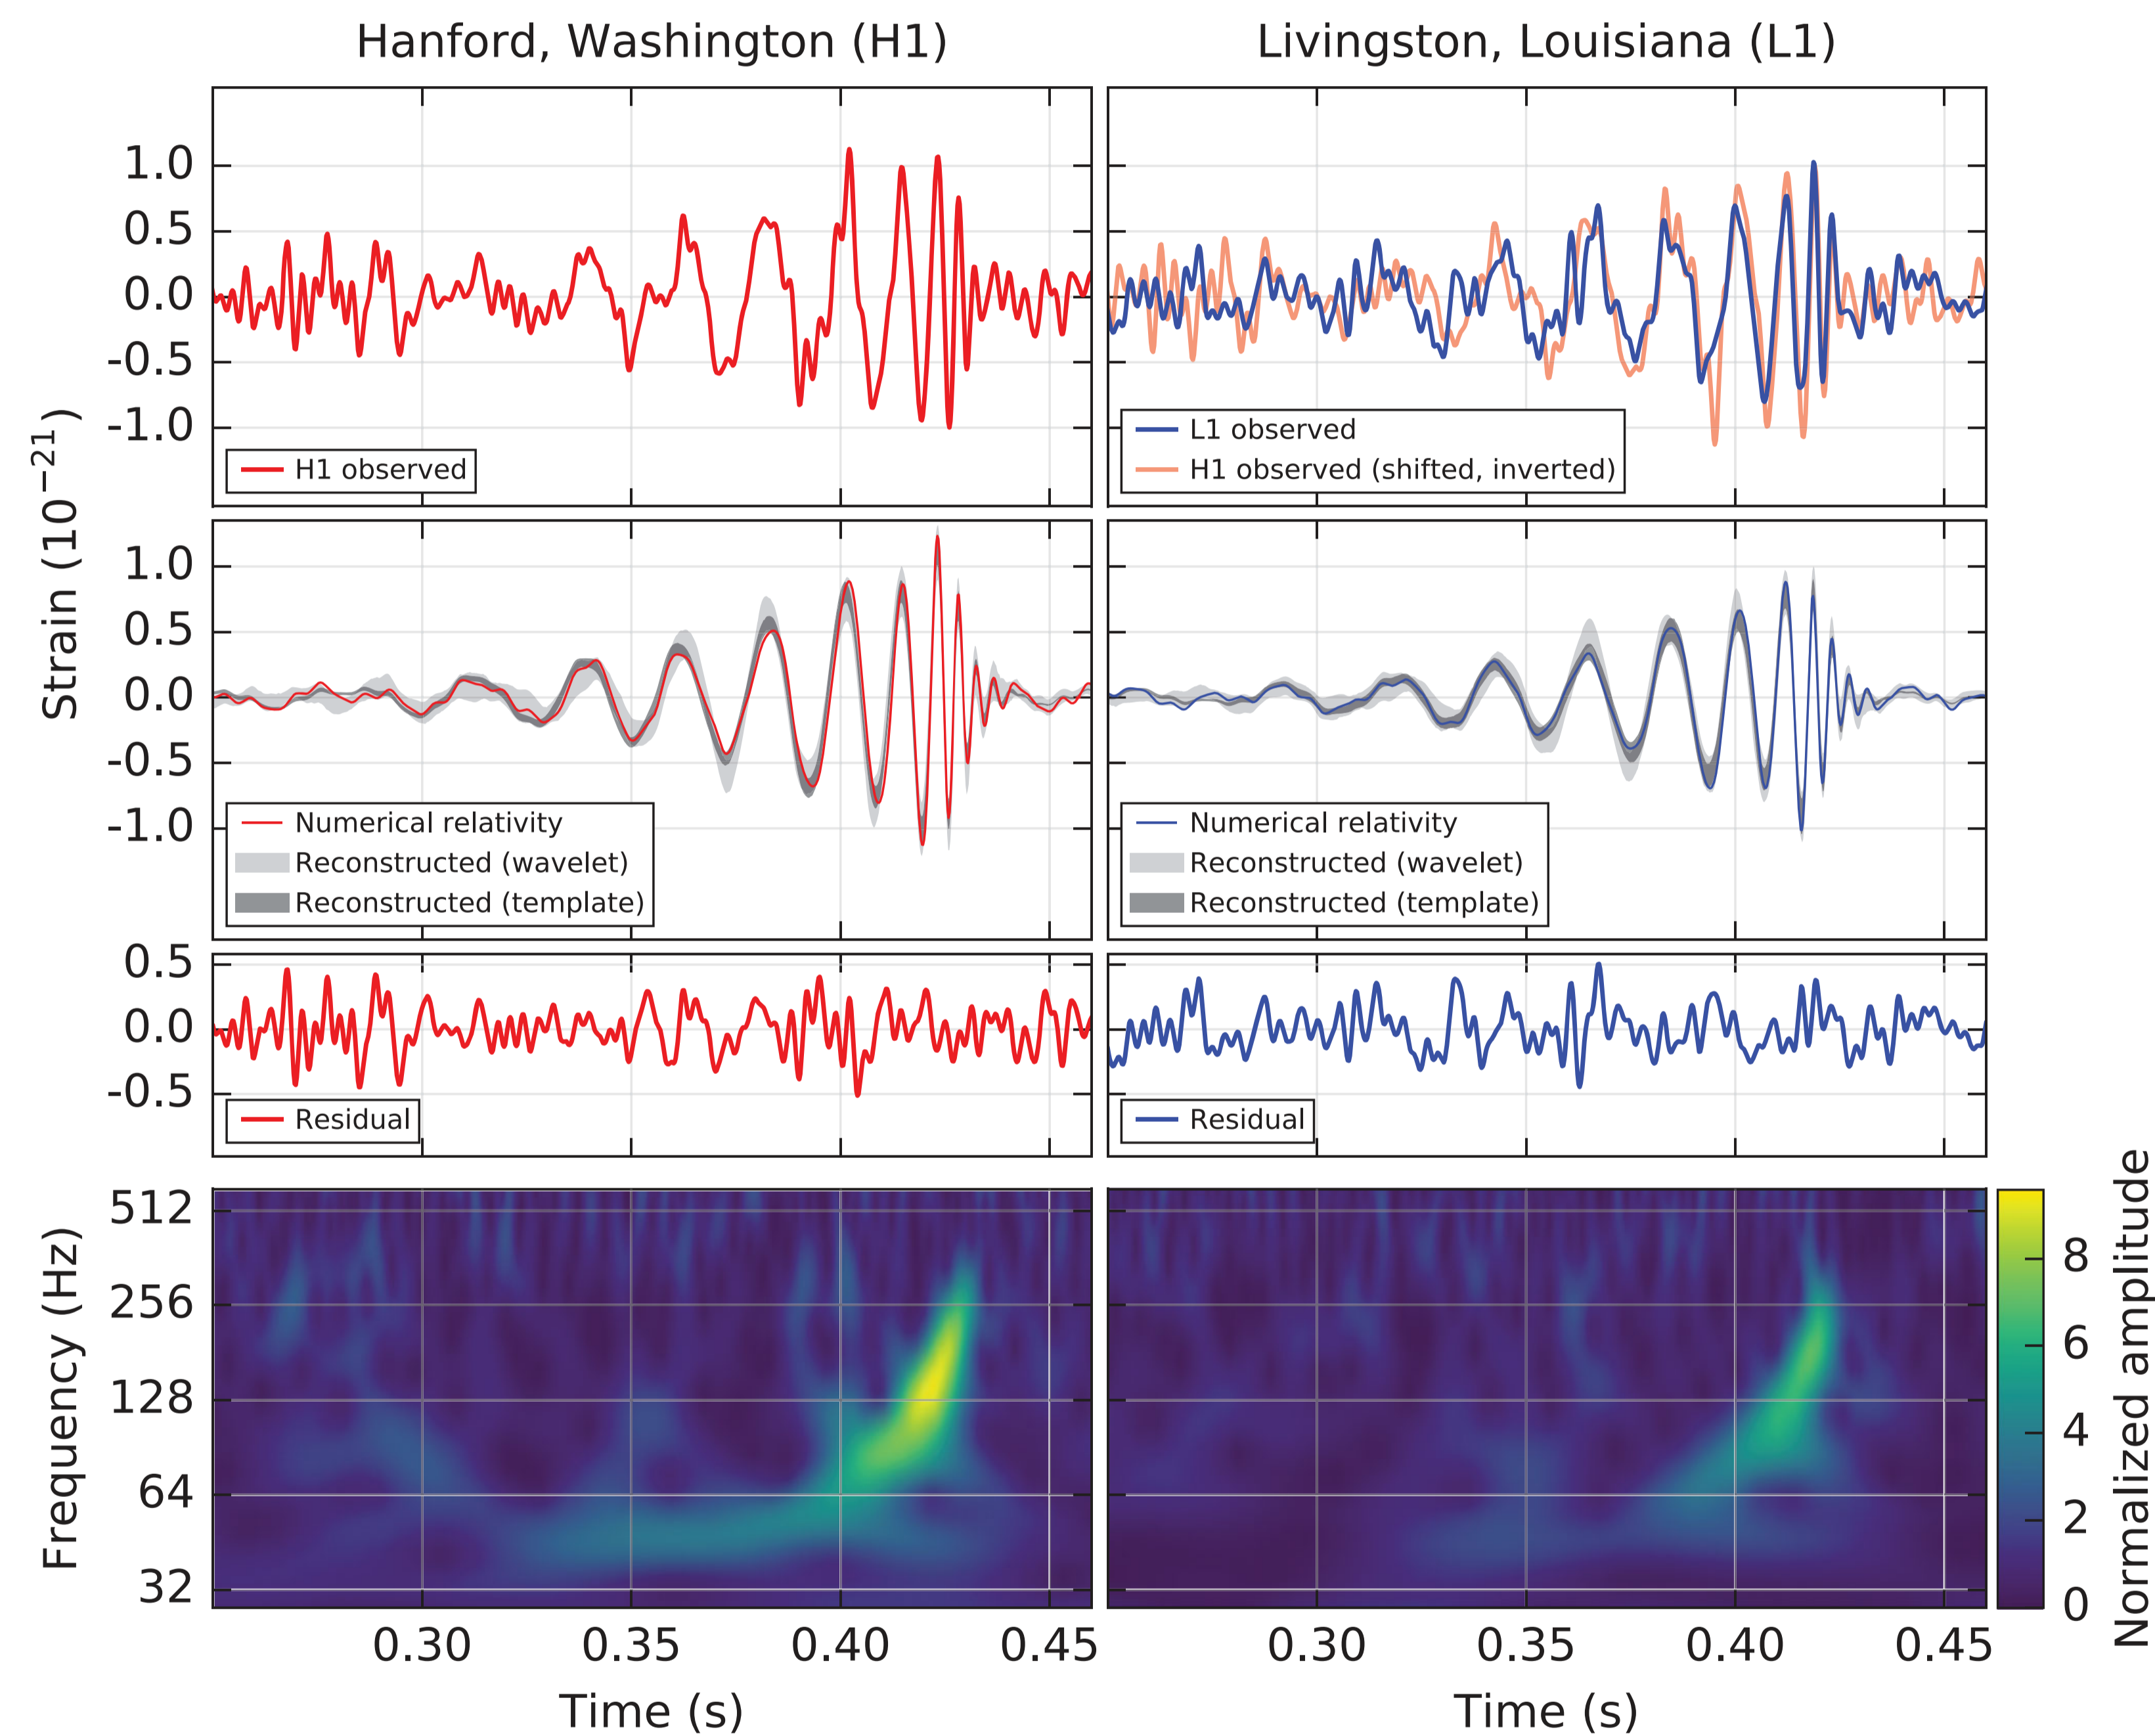 Hanford, Washington (H1)
Livingston, Louisiana (L1)
Strain (10⁻²¹)
1.0
0.5
0.0
-0.5
-1.0
H1 observed
L1 observed
H1 observed (shifted, inverted)
1.0
0.5
0.0
-0.5
-1.0
Numerical relativity
Reconstructed (wavelet)
Reconstructed (template)
Numerical relativity
Reconstructed (wavelet)
Reconstructed (template)
0.5
0.0
-0.5
Residual
Residual
Frequency (Hz)
512
256
128
64
32
0.30 0.35 0.40 0.45
Time (s)
0.30 0.35 0.40 0.45
Time (s)
8
6
4
2
0
Normalized amplitude